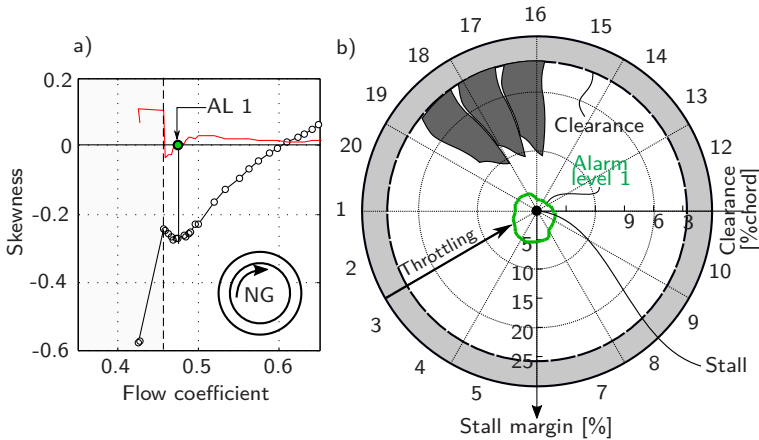 a)
0.2
0
-0.2
-0.4
-0.6
Skewness
AL 1
NG
0.4
0.5
0.6
Flow coefficient
b)
16
15
14
13
12
10
9
8
7
5
4
3
2
1
20
19
18
17
Clearance
Alarm
level 1
9
6
3
Clearance
[%chord]
Throttling
5
10
15
20
25
Stall
Stall margin [%]